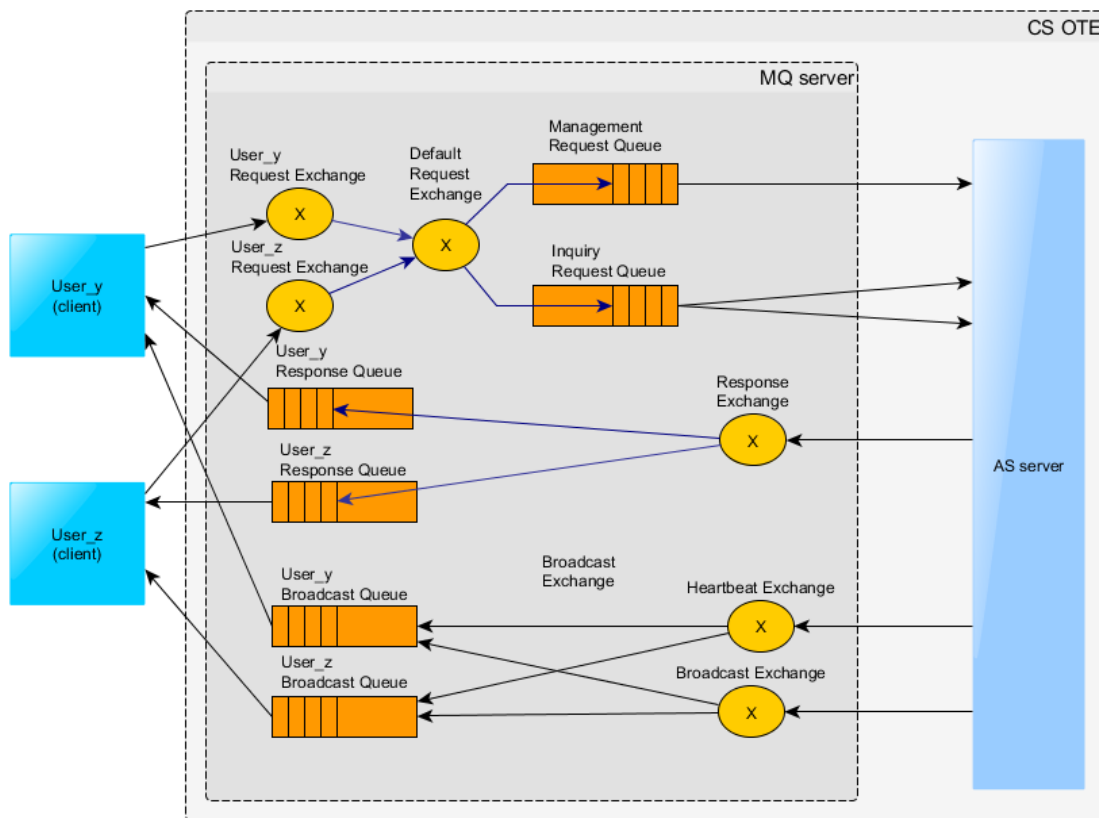 CS OTE
MQ server
Management
Request Queue
User_y
Request Exchange
Default
Request
Exchange
X
User_z
Request Exchange
X
Inquiry
Request Queue
User_y
(client)
X
User_y
Response Queue
Response
Exchange
X
User_z
Response Queue
AS server
User_z
(client)
Broadcast
Exchange
User_y
Broadcast Queue
Heartbeat Exchange
X
User_z
Broadcast Queue
Broadcast Exchange
X